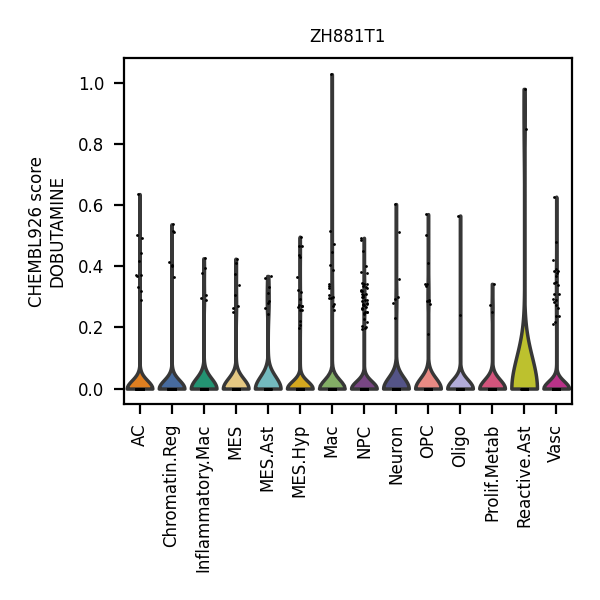 ZH881T1
CHEMBL926 score
DOBUTAMINE
1.0
0.8
0.6
0.4
0.2
0.0
AC
Chromatin.Reg
Inflammatory.Mac
MES
MES.Ast
MES.Hyp
Mac
NPC
Neuron
OPC
Oligo
Prolif.Metab
Reactive.Ast
Vasc